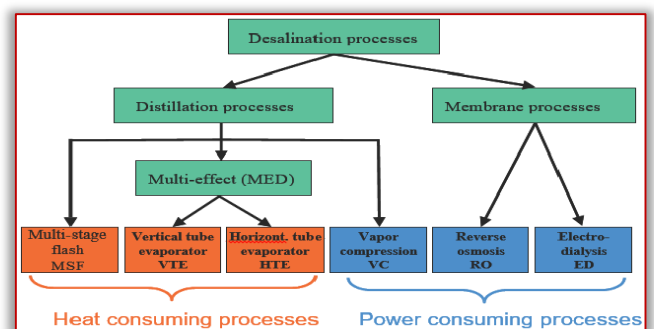 Desalination processes
Distillation processes
Membrane processes
Multi-effect (MED)
Multi-stage
flash
MSF
Vertical tube
evaporator
VTE
Horizont. tube
evaporator
HTE
Vapor
compression
VC
Reverse
osmosis
RO
Electro-
dialysis
ED
Heat consuming processes
Power consuming processes